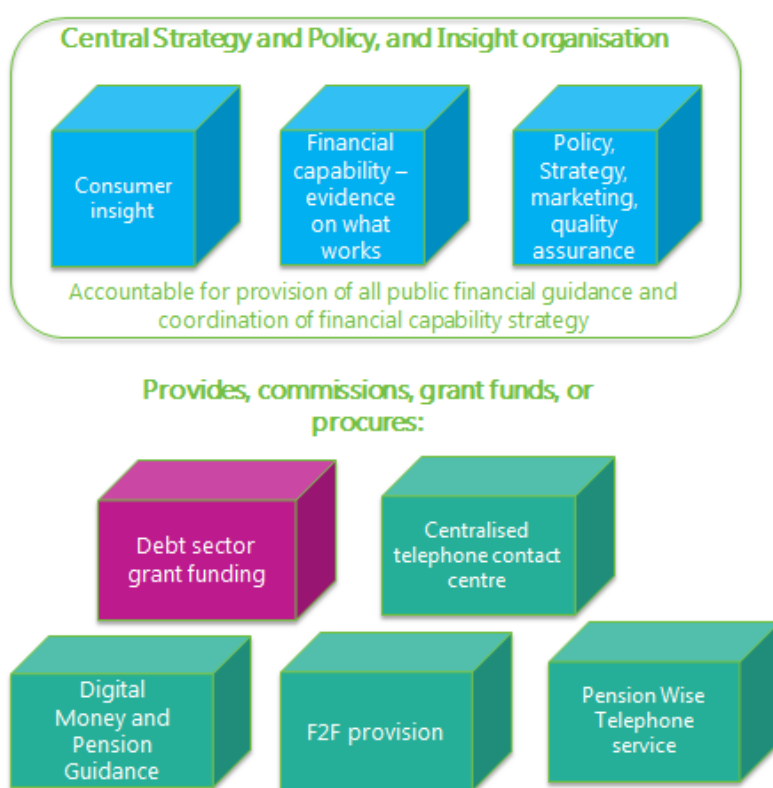 Central Strategy and Policy, and Insight organisation
Consumer
insight
Financial
capability –
evidence
on what
works
Policy,
Strategy,
marketing,
quality
assurance
Accountable for provision of all public financial guidance and
coordination of financial capability strategy
Provides, commissions, grant funds, or
procures:
Debt sector
grant funding
Centralised
telephone contact
centre
Digital
Money and
Pension
Guidance
F2F provision
Pension Wise
Telephone
service